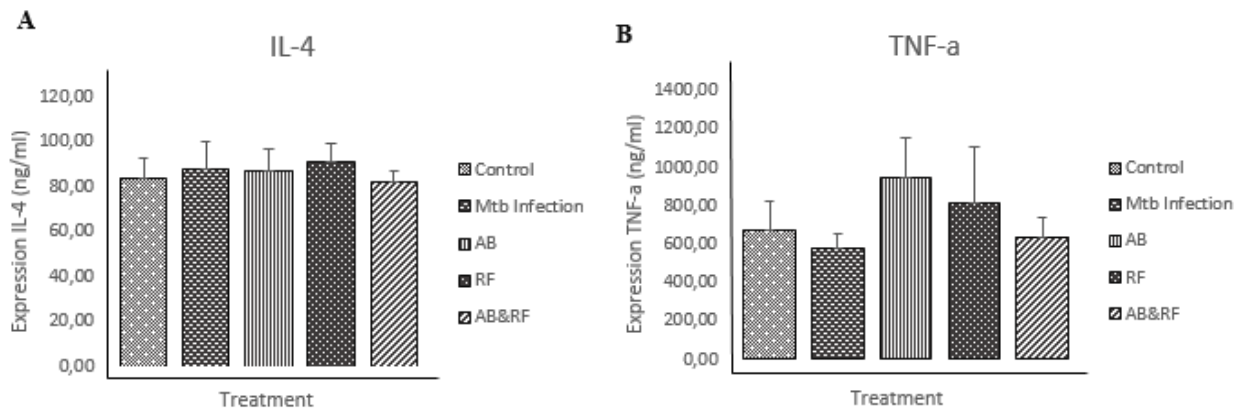 A
IL-4
Expression IL-4 (ng/ml)
120,00
100,00
80,00
60,00
40,00
20,00
0,00
Treatment
Control
Mtb Infection
AB
RF
AB&RF
B
TNF-a
Expression TNF-a (ng/ml)
1400,00
1200,00
1000,00
800,00
600,00
400,00
200,00
0,00
Treatment
Control
Mtb Infection
AB
RF
AB&RF